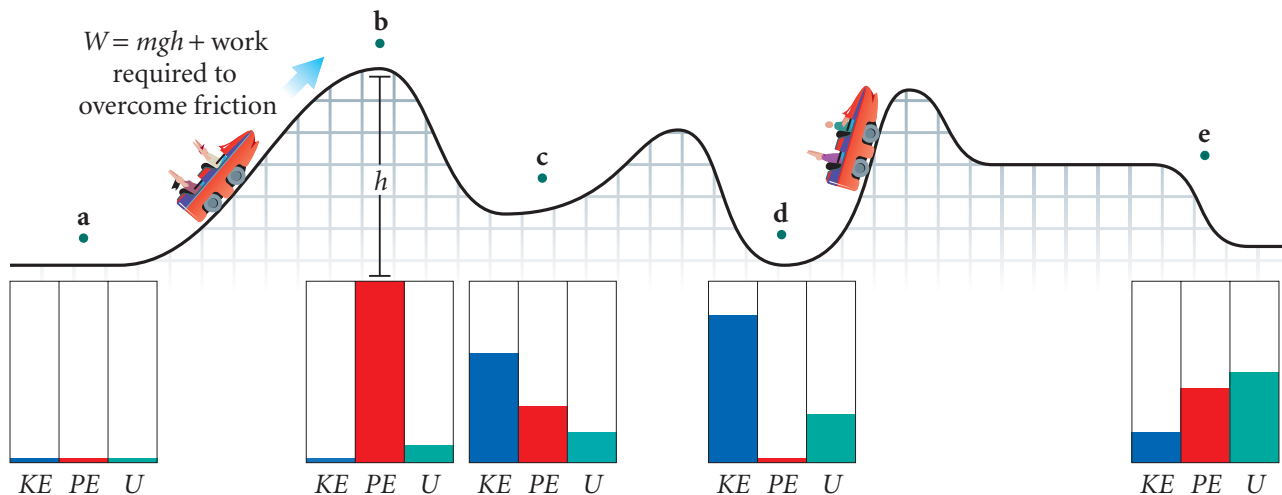 b
W = mgh + work
required to
overcome friction
e
c
h
a
d
KE PE U KE PE U KE PE U KE PE U KE PE U